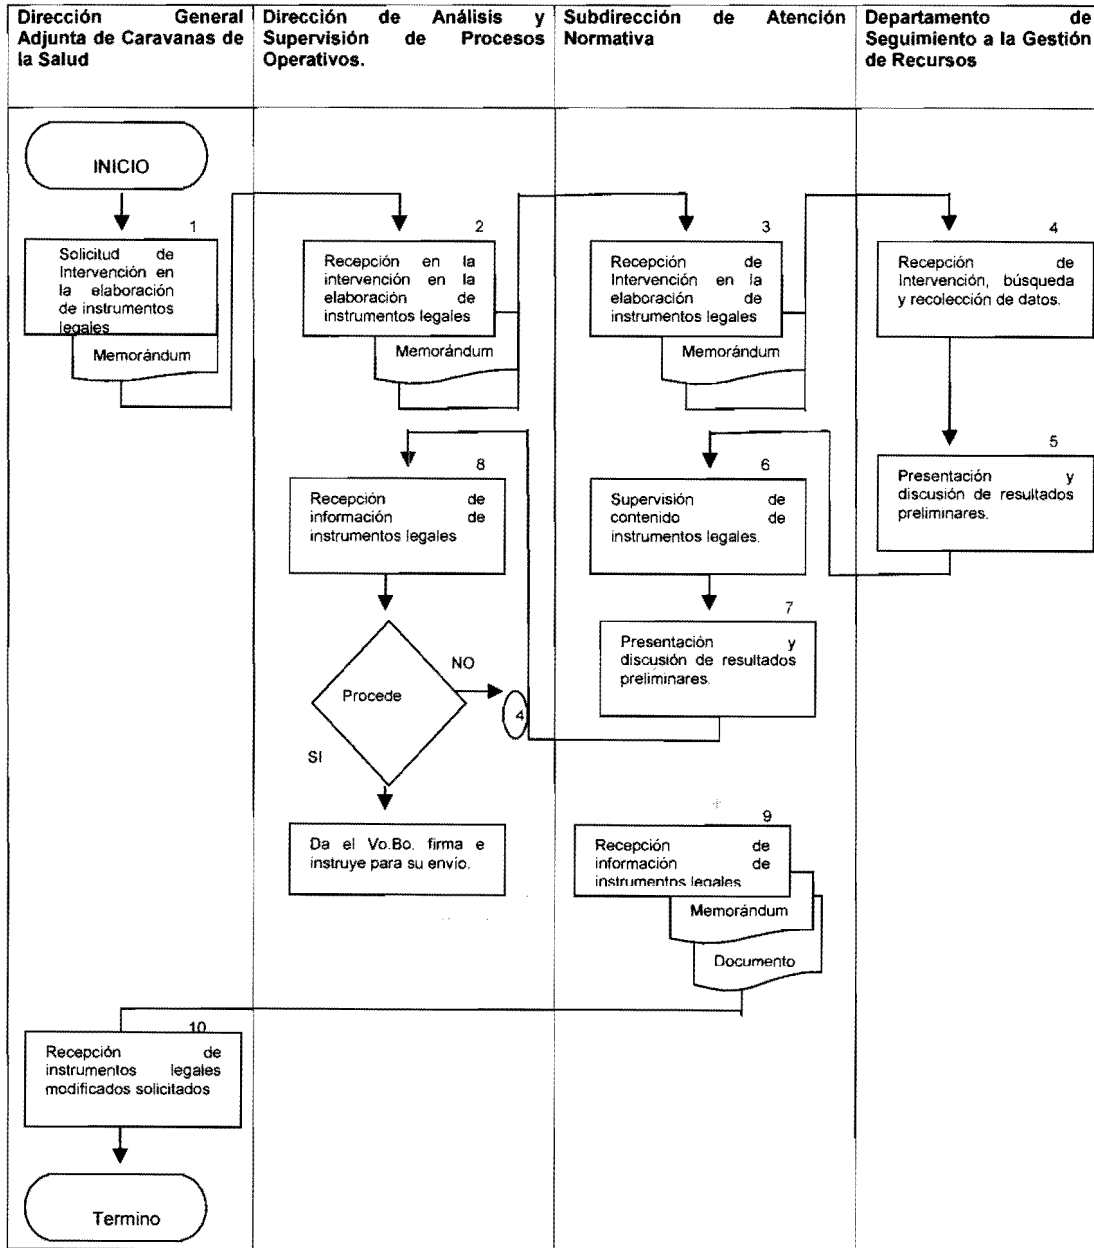 Dirección General
Adjunta de Caravanas de
la Salud
Dirección de Análisis y
Supervisión de Procesos
Operativos.
Subdirección de Atención
Normativa
Departamento de
Seguimiento a la Gestión
de Recursos
INICIO
1
Solicitud de
Intervención en
la elaboración
de instrumentos
legales
Memorándum
2
Recepción en la
intervención en la
elaboración de
instrumentos legales
Memorándum
3
Recepción de
Intervención en la
elaboración de
instrumentos legales
Memorándum
4
Recepción de
Intervención, búsqueda
y recolección de datos.
5
Presentación y
discusión de resultados
preliminares.
6
Supervisión de
contenido de
instrumentos legales.
7
Presentación y
discusión de resultados
preliminares.
8
Recepción de
información de
instrumentos legales
Procede
NO
4
SI
Da el Vo.Bo. firma e
instruye para su envío.
9
Recepción de
información de
instrumentos legales
Memorándum
Documento
10
Recepción de
instrumentos legales
modificados solicitados
Termino